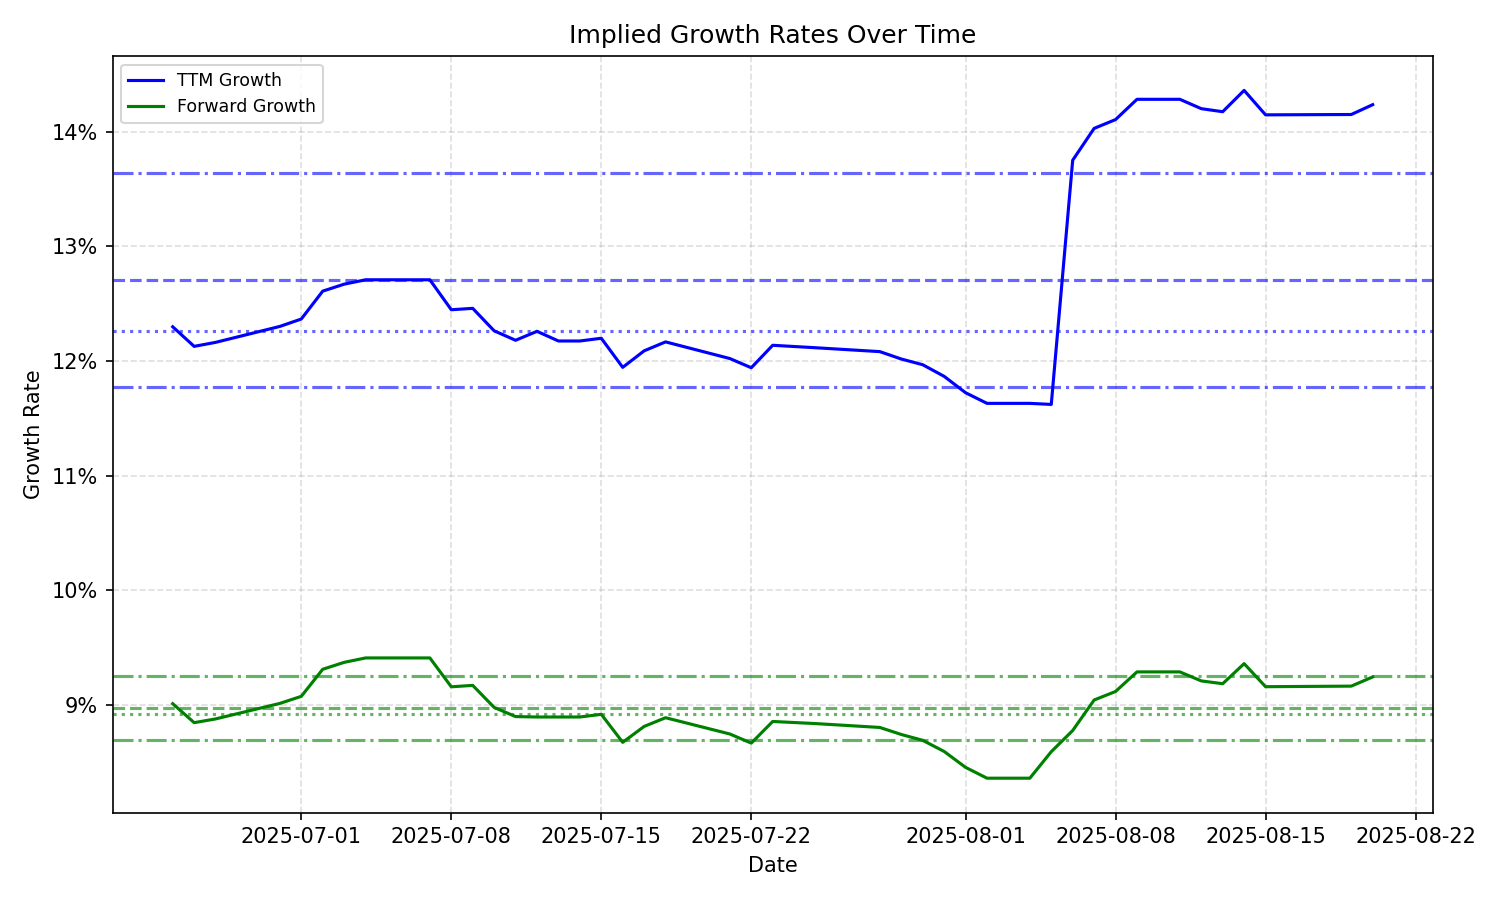 Implied Growth Rates Over Time
TTM Growth
Forward Growth
14%
13%
12%
11%
10%
9%
Growth Rate
2025-07-01 2025-07-08 2025-07-15 2025-07-22 2025-08-01 2025-08-08 2025-08-15 2025-08-22
Date